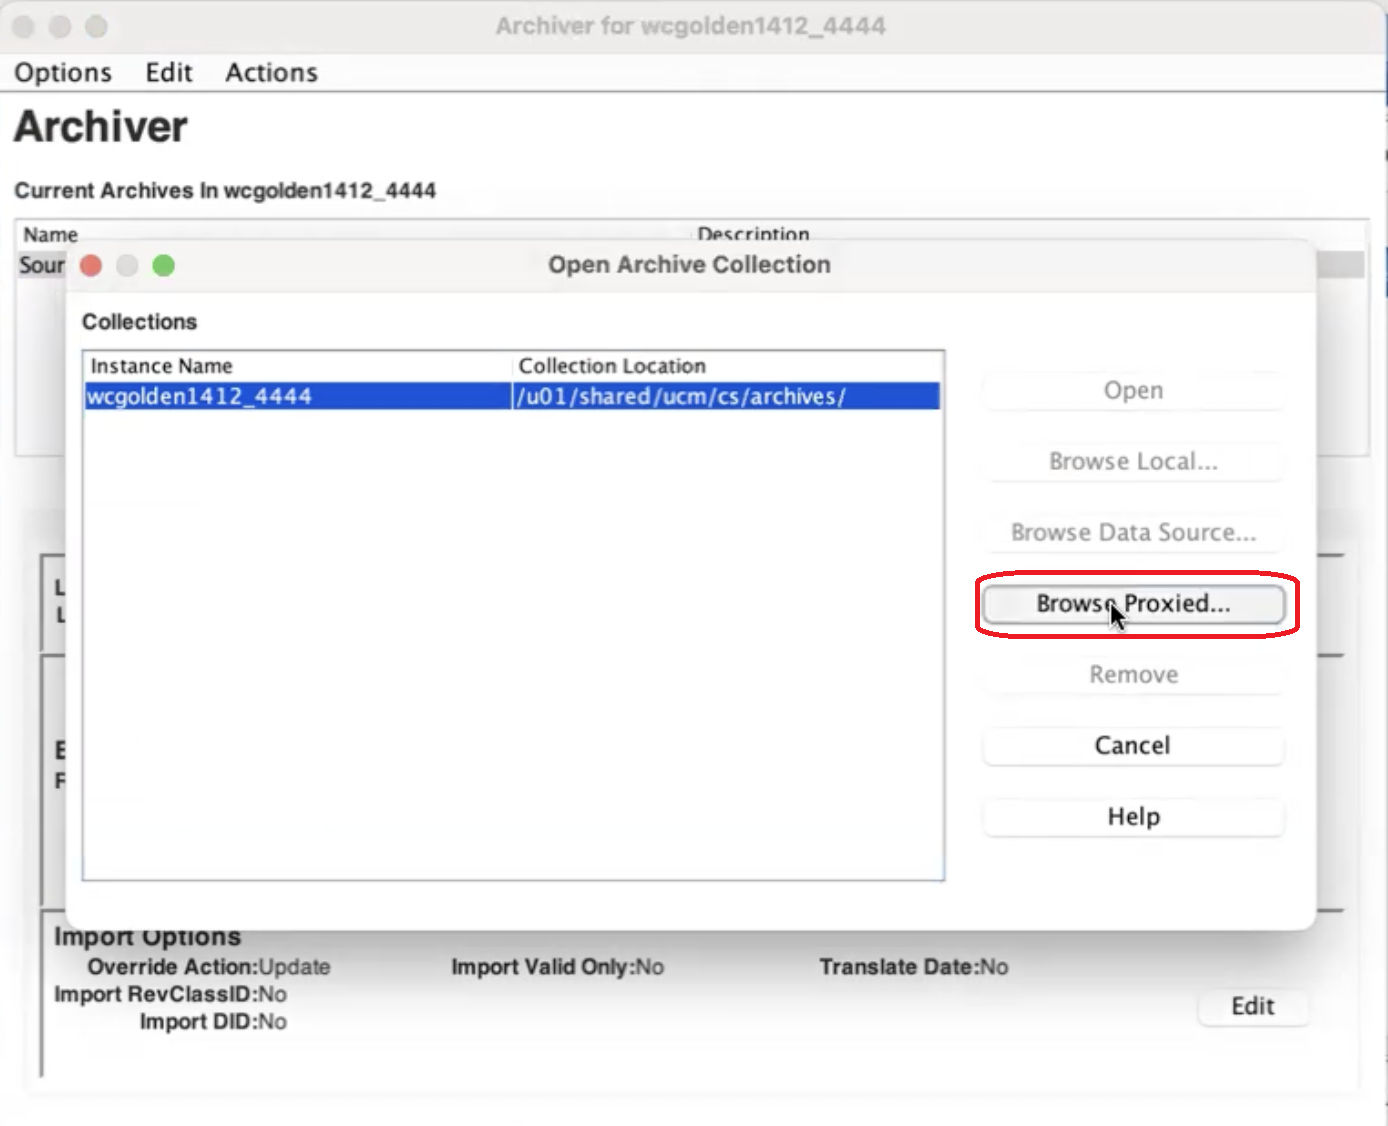 Archiver for wcgolden1412_4444
Options Edit Actions
Archiver
Current Archives In wcgolden1412_4444
Name Description
Sour
Open Archive Collection
Collections
Instance Name Collection Location
wcgolden1412_4444 /u01/shared/ucm/cs/archives/
Open
Browse Local...
Browse Data Source...
Browse Proxied...
Remove
Cancel
Help
L
L
E
F
Import Options
Override Action:Update Import Valid Only:No Translate Date:No
Import RevClassID:No
Import DID:No
Edit